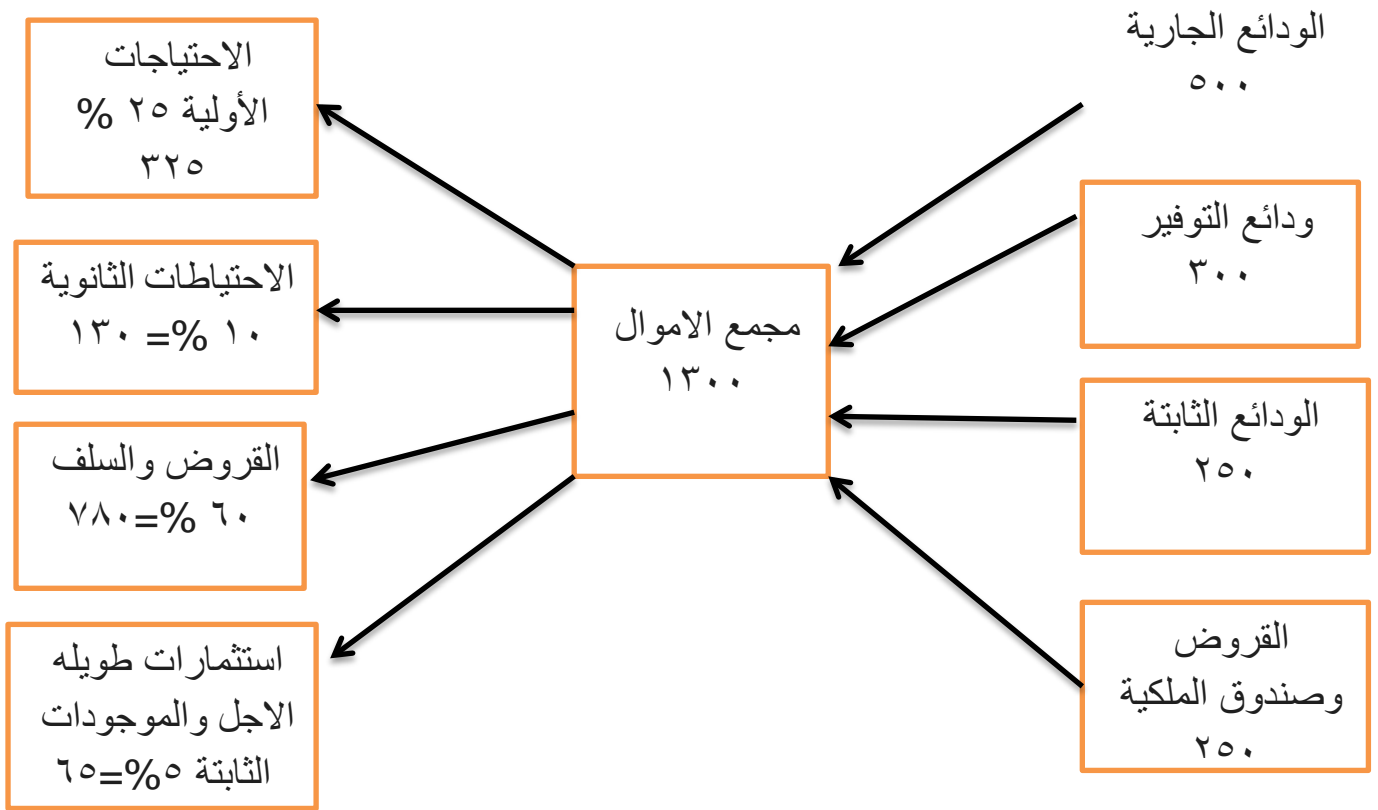 الودائع الجارية
٥٠٠
ودائع التوفير
٣٠٠
الودائع الثابتة
٢٥٠
القروض
وصندوق الملكية
٢٥٠
مجمع الاموال
١٣٠٠
الاحتياجات
الأولية ٢٥ %
٣٢٥
الاحتياطات الثانوية
١٠ %= ١٣٠
القروض والسلف
٦٠ %=٧٨٠
استثمارات طويله
الاجل والموجودات
الثابتة ٥%=٦٥